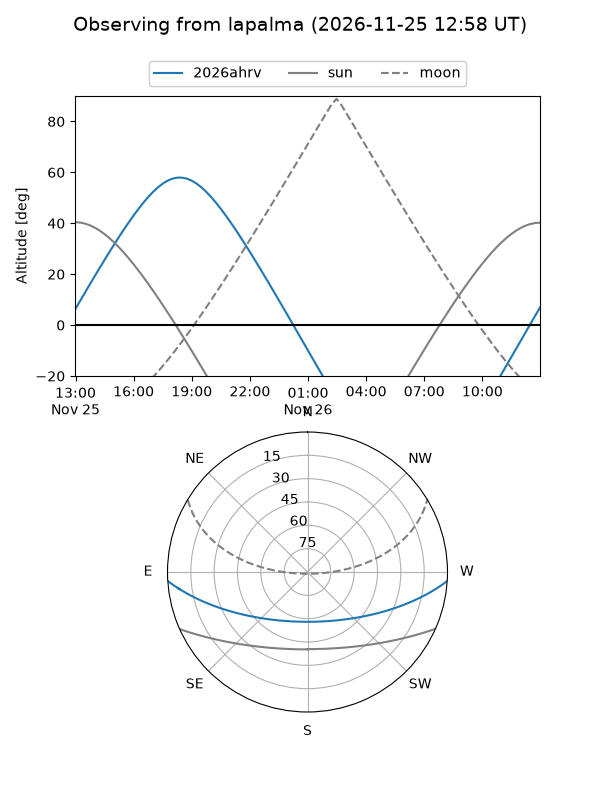 Observing from lapalma (2026-11-25 12:58 UT)
2026ahrv sun moon
Altitude [deg]
80
60
40
20
0
−20
13:00 16:00 19:00 22:00 01:00 04:00 07:00 10:00
Nov 25 Nov 26
N
NE NW
15
30
45
60
75
E W
SE SW
S